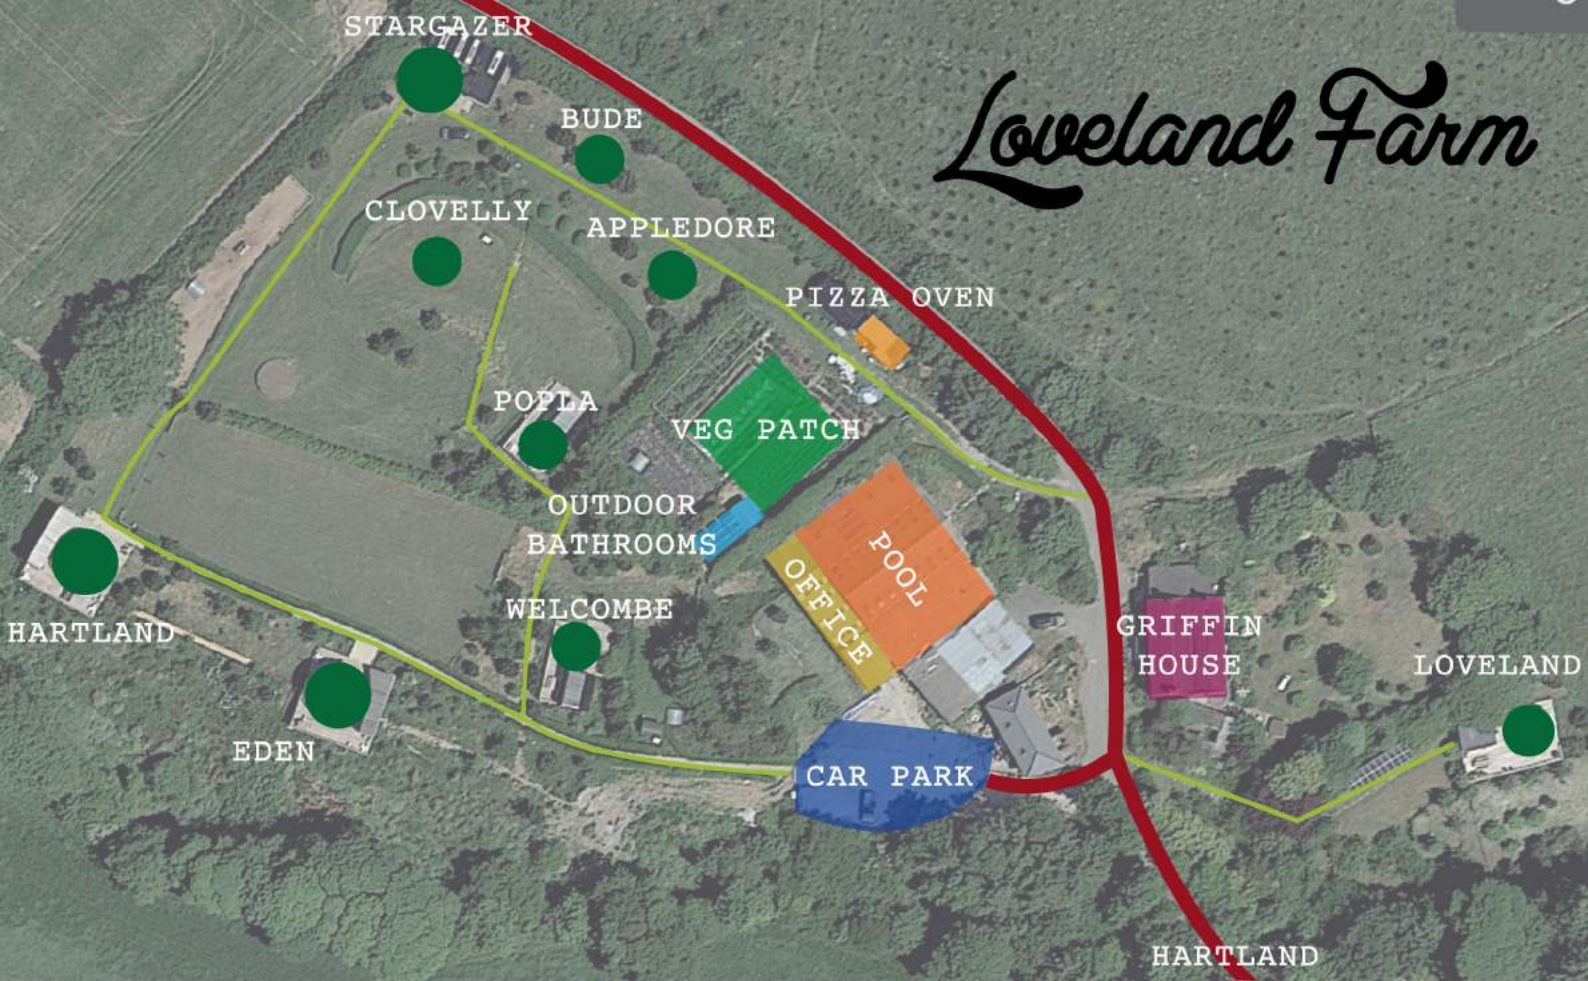 STARGAZER
Loveland Farm
BUDE
CLOVELLY
APPLEDORE
PIZZA OVEN
POPLA
VEG PATCH
OUTDOOR
BATHROOMS
POOL
OFFICE
WELCOMBE
HARTLAND
GRIFFIN
HOUSE
LOVELAND
EDEN
CAR PARK
HARTLAND